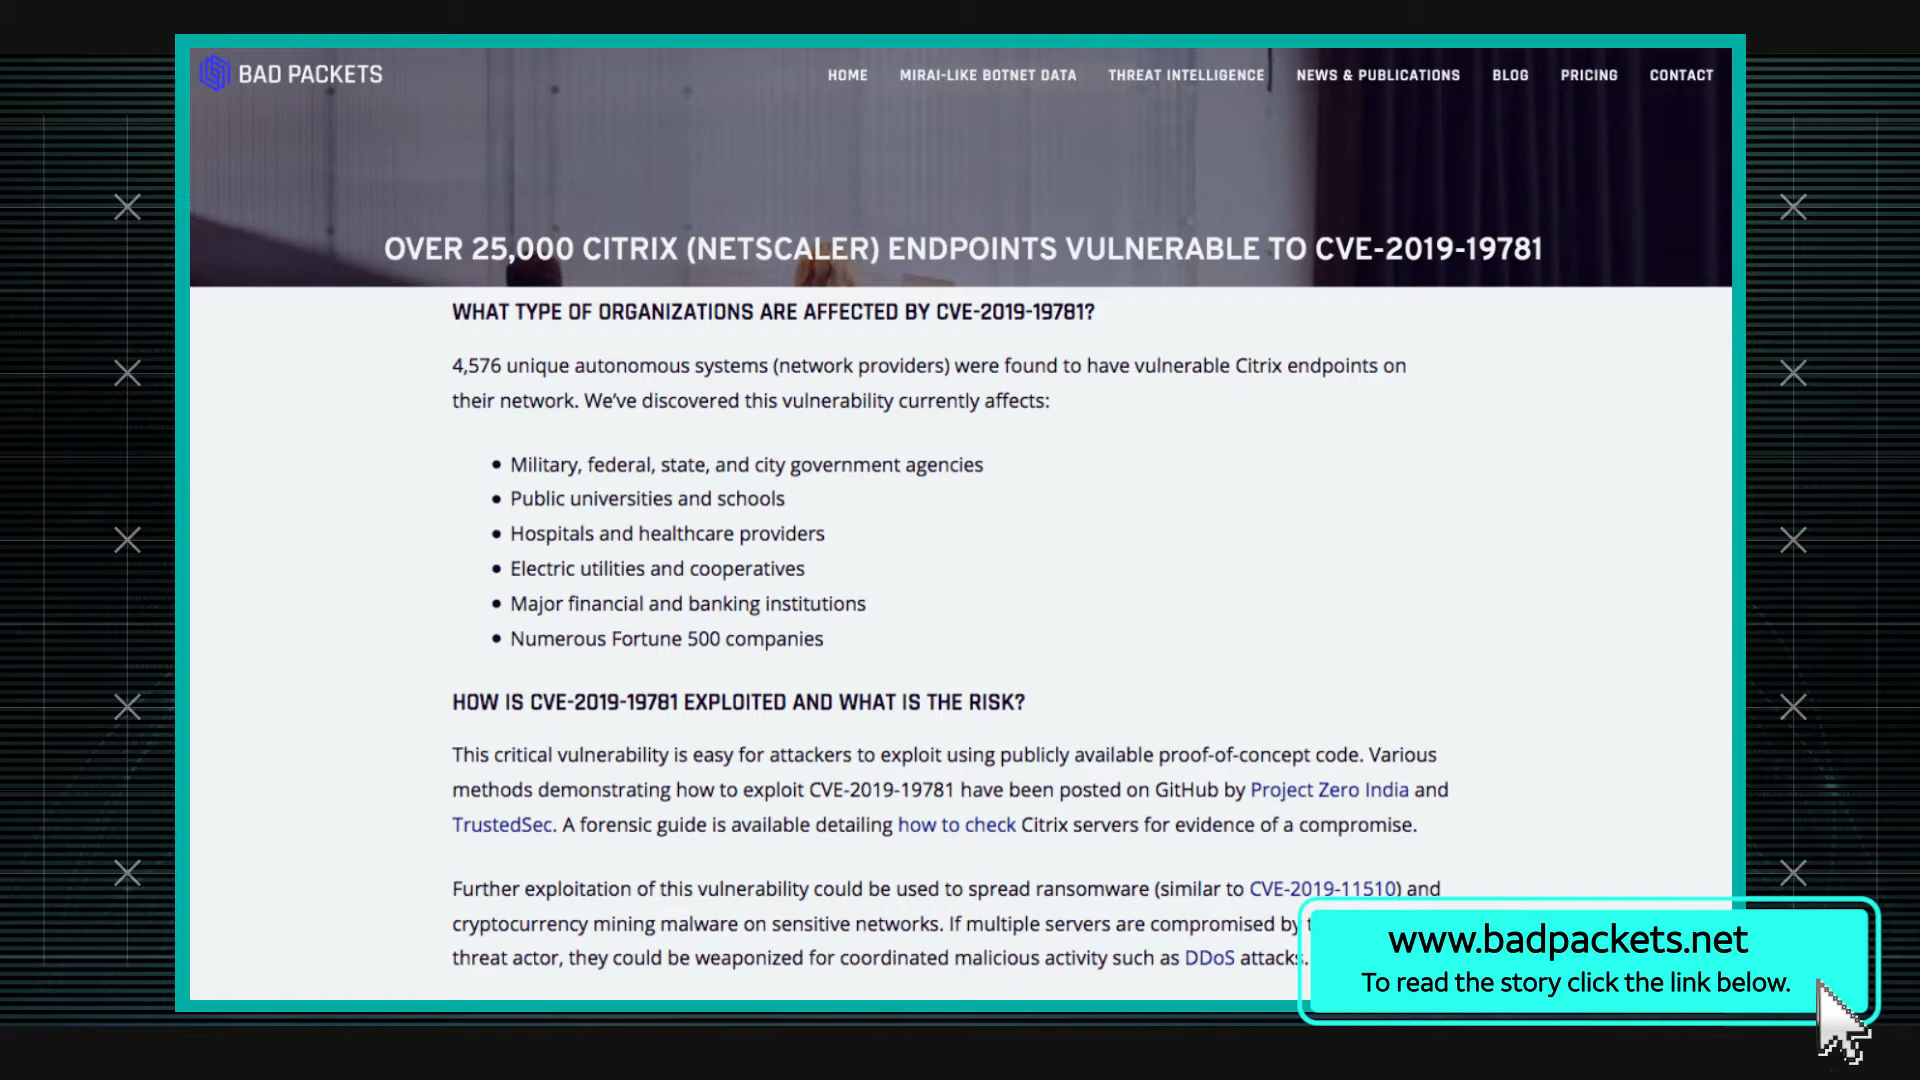 BAD PACKETS
HOME MIRAI-LIKE BOTNET DATA THREAT INTELLIGENCE NEWS & PUBLICATIONS BLOG PRICING CONTACT
OVER 25,000 CITRIX (NETSCALER) ENDPOINTS VULNERABLE TO CVE-2019-19781
WHAT TYPE OF ORGANIZATIONS ARE AFFECTED BY CVE-2019-19781?
4,576 unique autonomous systems (network providers) were found to have vulnerable Citrix endpoints on
their network. We’ve discovered this vulnerability currently affects:
• Military, federal, state, and city government agencies
• Public universities and schools
• Hospitals and healthcare providers
• Electric utilities and cooperatives
• Major financial and banking institutions
• Numerous Fortune 500 companies
HOW IS CVE-2019-19781 EXPLOITED AND WHAT IS THE RISK?
This critical vulnerability is easy for attackers to exploit using publicly available proof-of-concept code. Various
methods demonstrating how to exploit CVE-2019-19781 have been posted on GitHub by Project Zero India and
TrustedSec. A forensic guide is available detailing how to check Citrix servers for evidence of a compromise.
Further exploitation of this vulnerability could be used to spread ransomware (similar to CVE-2019-11510) and
cryptocurrency mining malware on sensitive networks. If multiple servers are compromised by
threat actor, they could be weaponized for coordinated malicious activity such as DDoS attacks.
www.badpackets.net
To read the story click the link below.